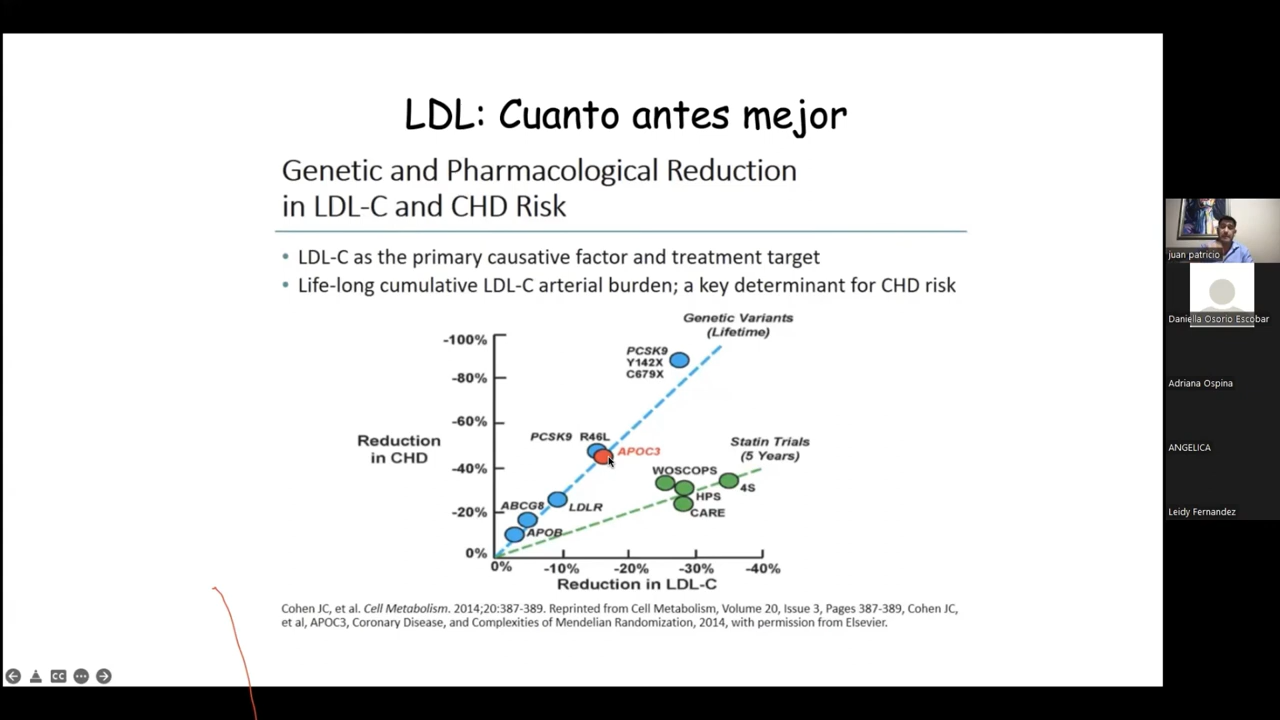 LDL: Cuanto antes mejor
Genetic and Pharmacological Reduction
in LDL-C and CHD Risk
• LDL-C as the primary causative factor and treatment target
• Life-long cumulative LDL-C arterial burden; a key determinant for CHD risk
Genetic Variants
(Lifetime)
-100%
PCSK9
Y142X
C679X
-80%
-60%
PCSK9 R46L
APOC3
Reduction
in CHD
Statin Trials
(5 Years)
-40%
WOSCOPS
4S
HPS
CARE
ABCG8
LDLR
-20%
APOB
0%
0%
-10%
-20%
-30%
-40%
Reduction in LDL-C
Cohen JC, et al. Cell Metabolism. 2014;20:387-389. Reprinted from Cell Metabolism, Volume 20, Issue 3, Pages 387-389, Cohen JC,
et al, APOC3, Coronary Disease, and Complexities of Mendelian Randomization, 2014, with permission from Elsevier.
CC
juan patricio
Daniella Osorio Escobar
Adriana Ospina
ANGELICA
Leidy Fernandez